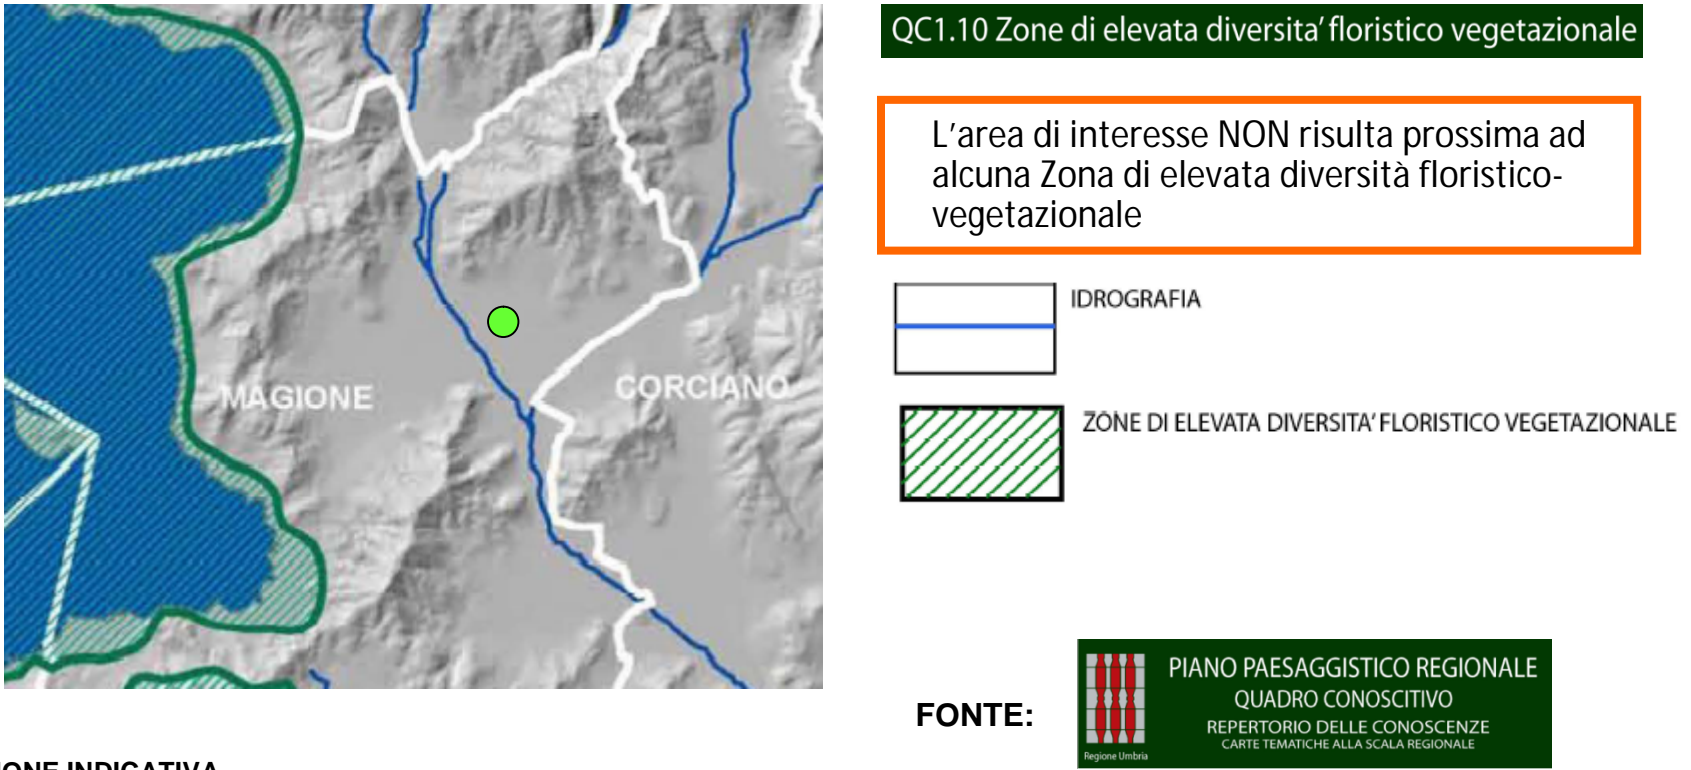 QC1.10 Zone di elevata diversita' floristico vegetazionale
L'area di interesse NON risulta prossima ad
alcuna Zona di elevata diversità floristico-
vegetazionale
IDROGRAFIA
MAGIONE
CORCIANO
ZONE DI ELEVATA DIVERSITA' FLORISTICO VEGETAZIONALE
FONTE:
PIANO PAESAGGISTICO REGIONALE
QUADRO CONOSCITIVO
REPERTORIO DELLE CONOSCENZE
CARTE TEMATICHE ALLA SCALA REGIONALE
Regione Umbria
IONE INDICATIVA